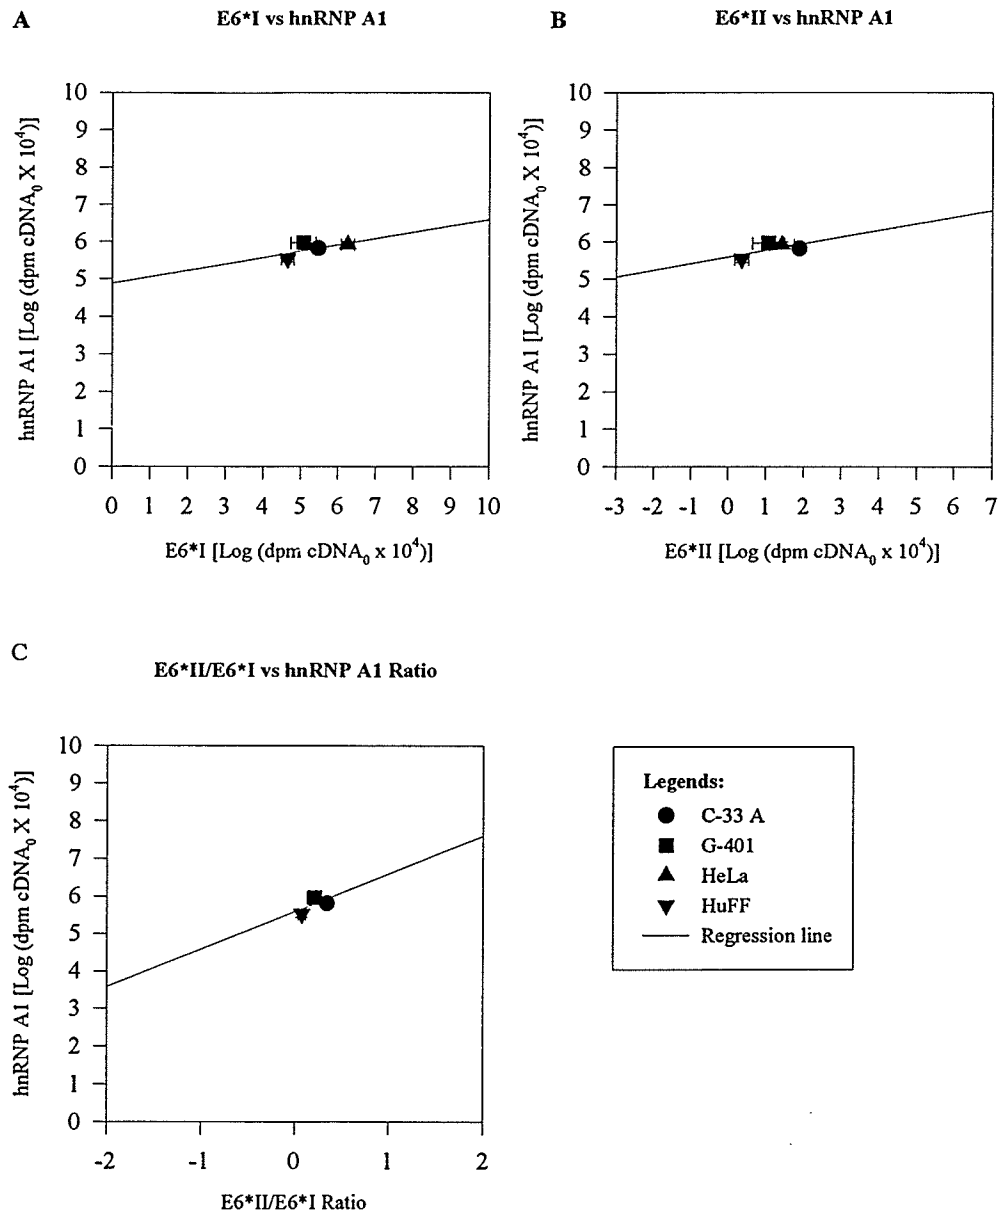 A
E6*I vs hnRNP A1
10
9
8
7
6
5
4
3
2
1
0
hnRNP A1 [Log (dpm cDNA0 X 10^4)]
0 1 2 3 4 5 6 7 8 9 10
E6*I [Log (dpm cDNA0 x 10^4)]
B
E6*II vs hnRNP A1
10
9
8
7
6
5
4
3
2
1
0
hnRNP A1 [Log (dpm cDNA0 X 10^4)]
-3 -2 -1 0 1 2 3 4 5 6 7
E6*II [Log (dpm cDNA0 x 10^4)]
C
E6*II/E6*I vs hnRNP A1 Ratio
10
9
8
7
6
5
4
3
2
1
0
hnRNP A1 [Log (dpm cDNA0 X 10^4)]
-2 -1 0 1 2
E6*II/E6*I Ratio
Legends:
C-33 A
G-401
HeLa
HuFF
Regression line